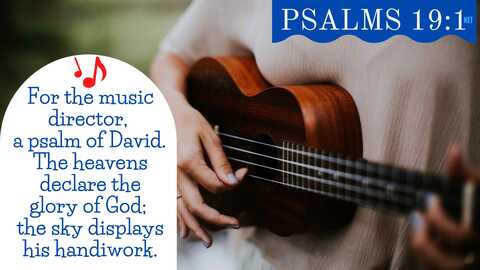 PSALMS 19:1 NET
For the music
director,
a psalm of David.
The heavens
declare the
glory of God;
the sky displays
his handiwork.